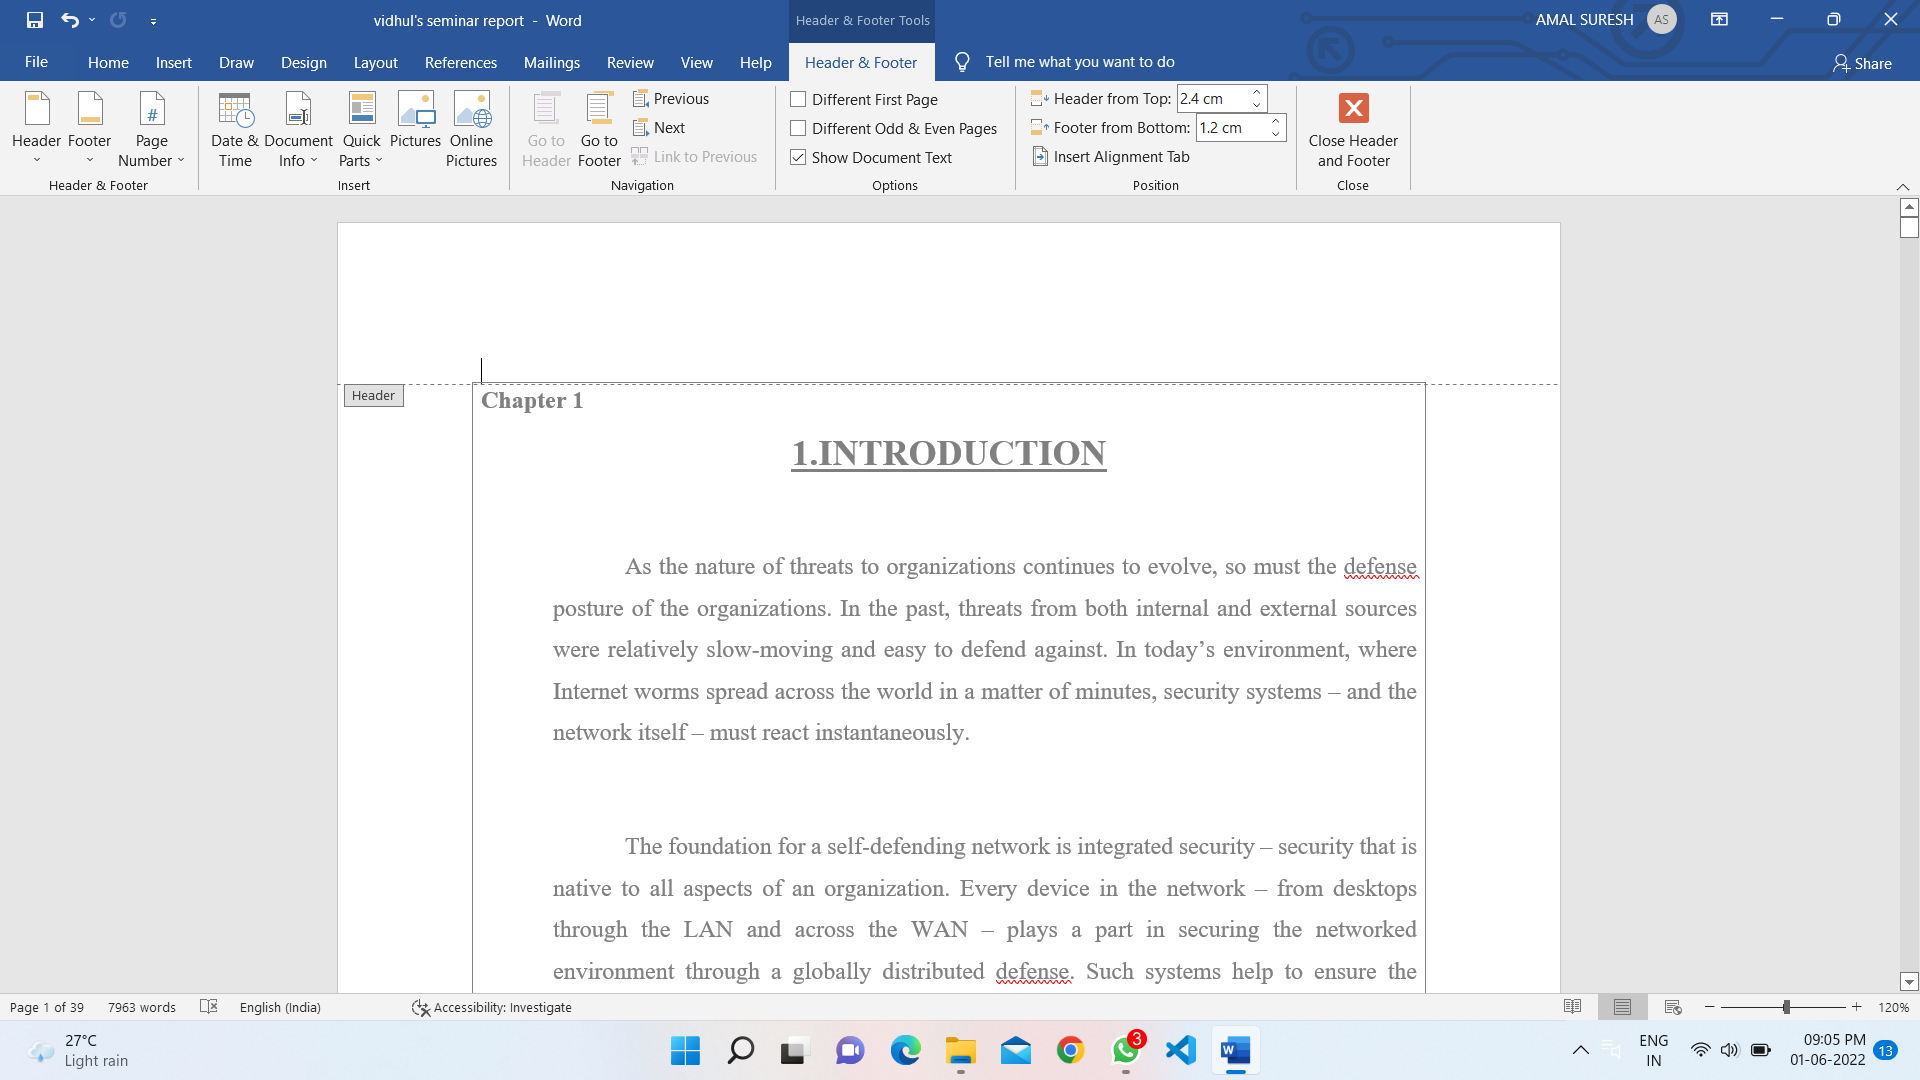 vidhul's seminar report - Word
Header & Footer Tools
AMAL SURESH
AS
File
Home
Insert
Draw
Design
Layout
References
Mailings
Review
View
Help
Header & Footer
Tell me what you want to do
Share
Header
Footer
Page Number
Header & Footer
Date & Time
Document Info
Quick Parts
Pictures
Online Pictures
Insert
Go to Header
Go to Footer
Previous
Next
Link to Previous
Navigation
Different First Page
Different Odd & Even Pages
Show Document Text
Options
Header from Top: 2.4 cm
Footer from Bottom: 1.2 cm
Insert Alignment Tab
Position
Close Header and Footer
Close
Header
Chapter 1
1.INTRODUCTION
As the nature of threats to organizations continues to evolve, so must the defense
posture of the organizations. In the past, threats from both internal and external sources
were relatively slow-moving and easy to defend against. In today’s environment, where
Internet worms spread across the world in a matter of minutes, security systems – and the
network itself – must react instantaneously.
The foundation for a self-defending network is integrated security – security that is
native to all aspects of an organization. Every device in the network – from desktops
through the LAN and across the WAN – plays a part in securing the networked
environment through a globally distributed defense. Such systems help to ensure the
Page 1 of 39
7963 words
English (India)
Accessibility: Investigate
120%
27°C
Light rain
3
W
ENG
IN
09:05 PM
01-06-2022
13